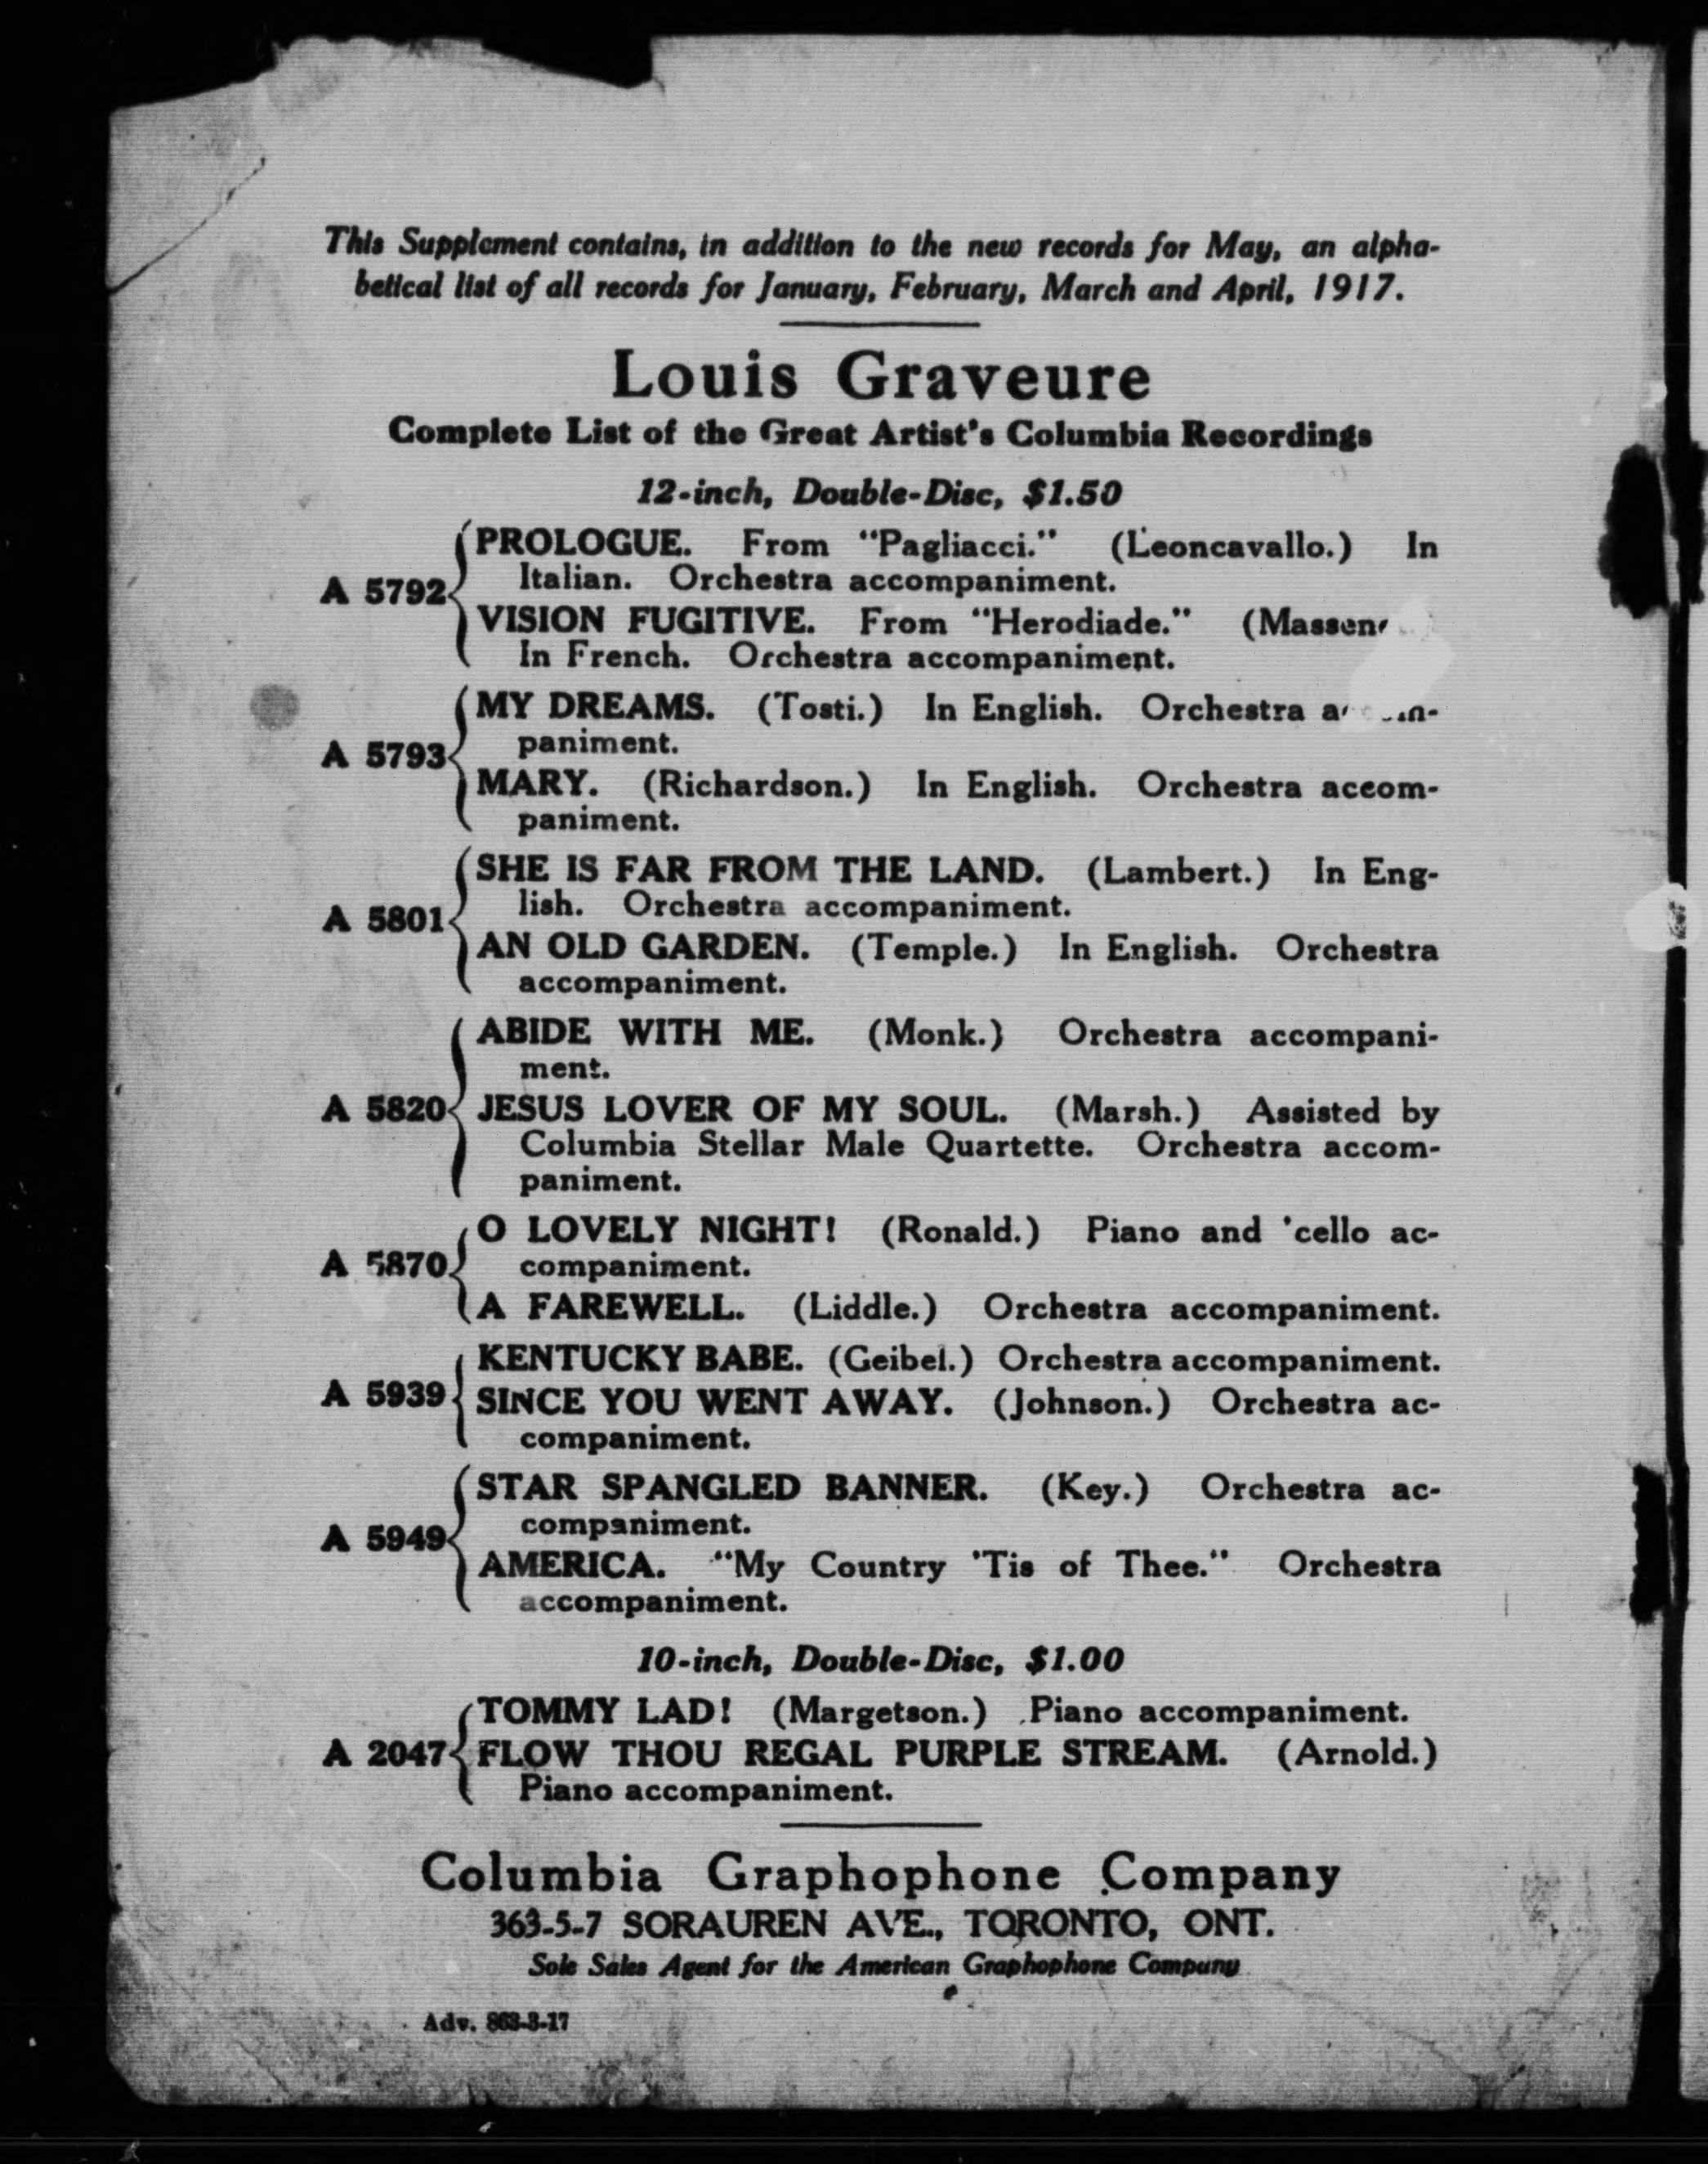 This Supplement contains, in addition to the new records for May, an alpha-
betical list of all records for January, February, March and April, 1917.
Louis Graveure
Complete List of the Great Artist's Columbia Recordings
12-inch, Double-Disc, $1.50
PROLOGUE. From "Pagliacci." (Leoncavallo.) In
Italian. Orchestra accompaniment.
A 5792
VISION FUGITIVE. From "Herodiade."
In French. Orchestra accompaniment.
MY DREAMS. (Tosti.) In English. Orchestra
paniment.
A 5793
MARY. (Richardson.) In English. Orchestra accom-
paniment.
SHE IS FAR FROM THE LAND. (Lambert.) In Eng-
lish. Orchestra accompaniment.
A 5801
AN OLD GARDEN. (Temple.) In English. Orchestra
accompaniment.
ABIDE WITH ME. (Monk.) Orchestra accompani-
ment.
A 5820 JESUS LOVER OF MY SOUL. (Marsh.) Assisted by
Columbia Stellar Male Quartette. Orchestra accom-
paniment.
O LOVELY NIGHT! (Ronald.) Piano and 'cello ac-
A 5870 companiment.
A FAREWELL. (Liddle.) Orchestra accompaniment.
KENTUCKY BABE. (Geibel.) Orchestra accompaniment.
A 5939 SINCE YOU WENT AWAY. (Johnson.) Orchestra ac-
companiment.
STAR SPANGLED BANNER. (Key.) Orchestra ac-
companiment.
A 5949
AMERICA. "My Country 'Tis of Thee." Orchestra
accompaniment.
10-inch, Double-Disc, $1.00
TOMMY LAD! (Margetson.) Piano accompaniment.
A 2047 FLOW THOU REGAL PURPLE STREAM. (Arnold.)
Piano accompaniment.
Columbia Graphophone Company
363-5-7 SORAUREN AVE., TORONTO, ONT.
Sole Sales Agent for the American Graphophone Company
Adv. 863-3-17